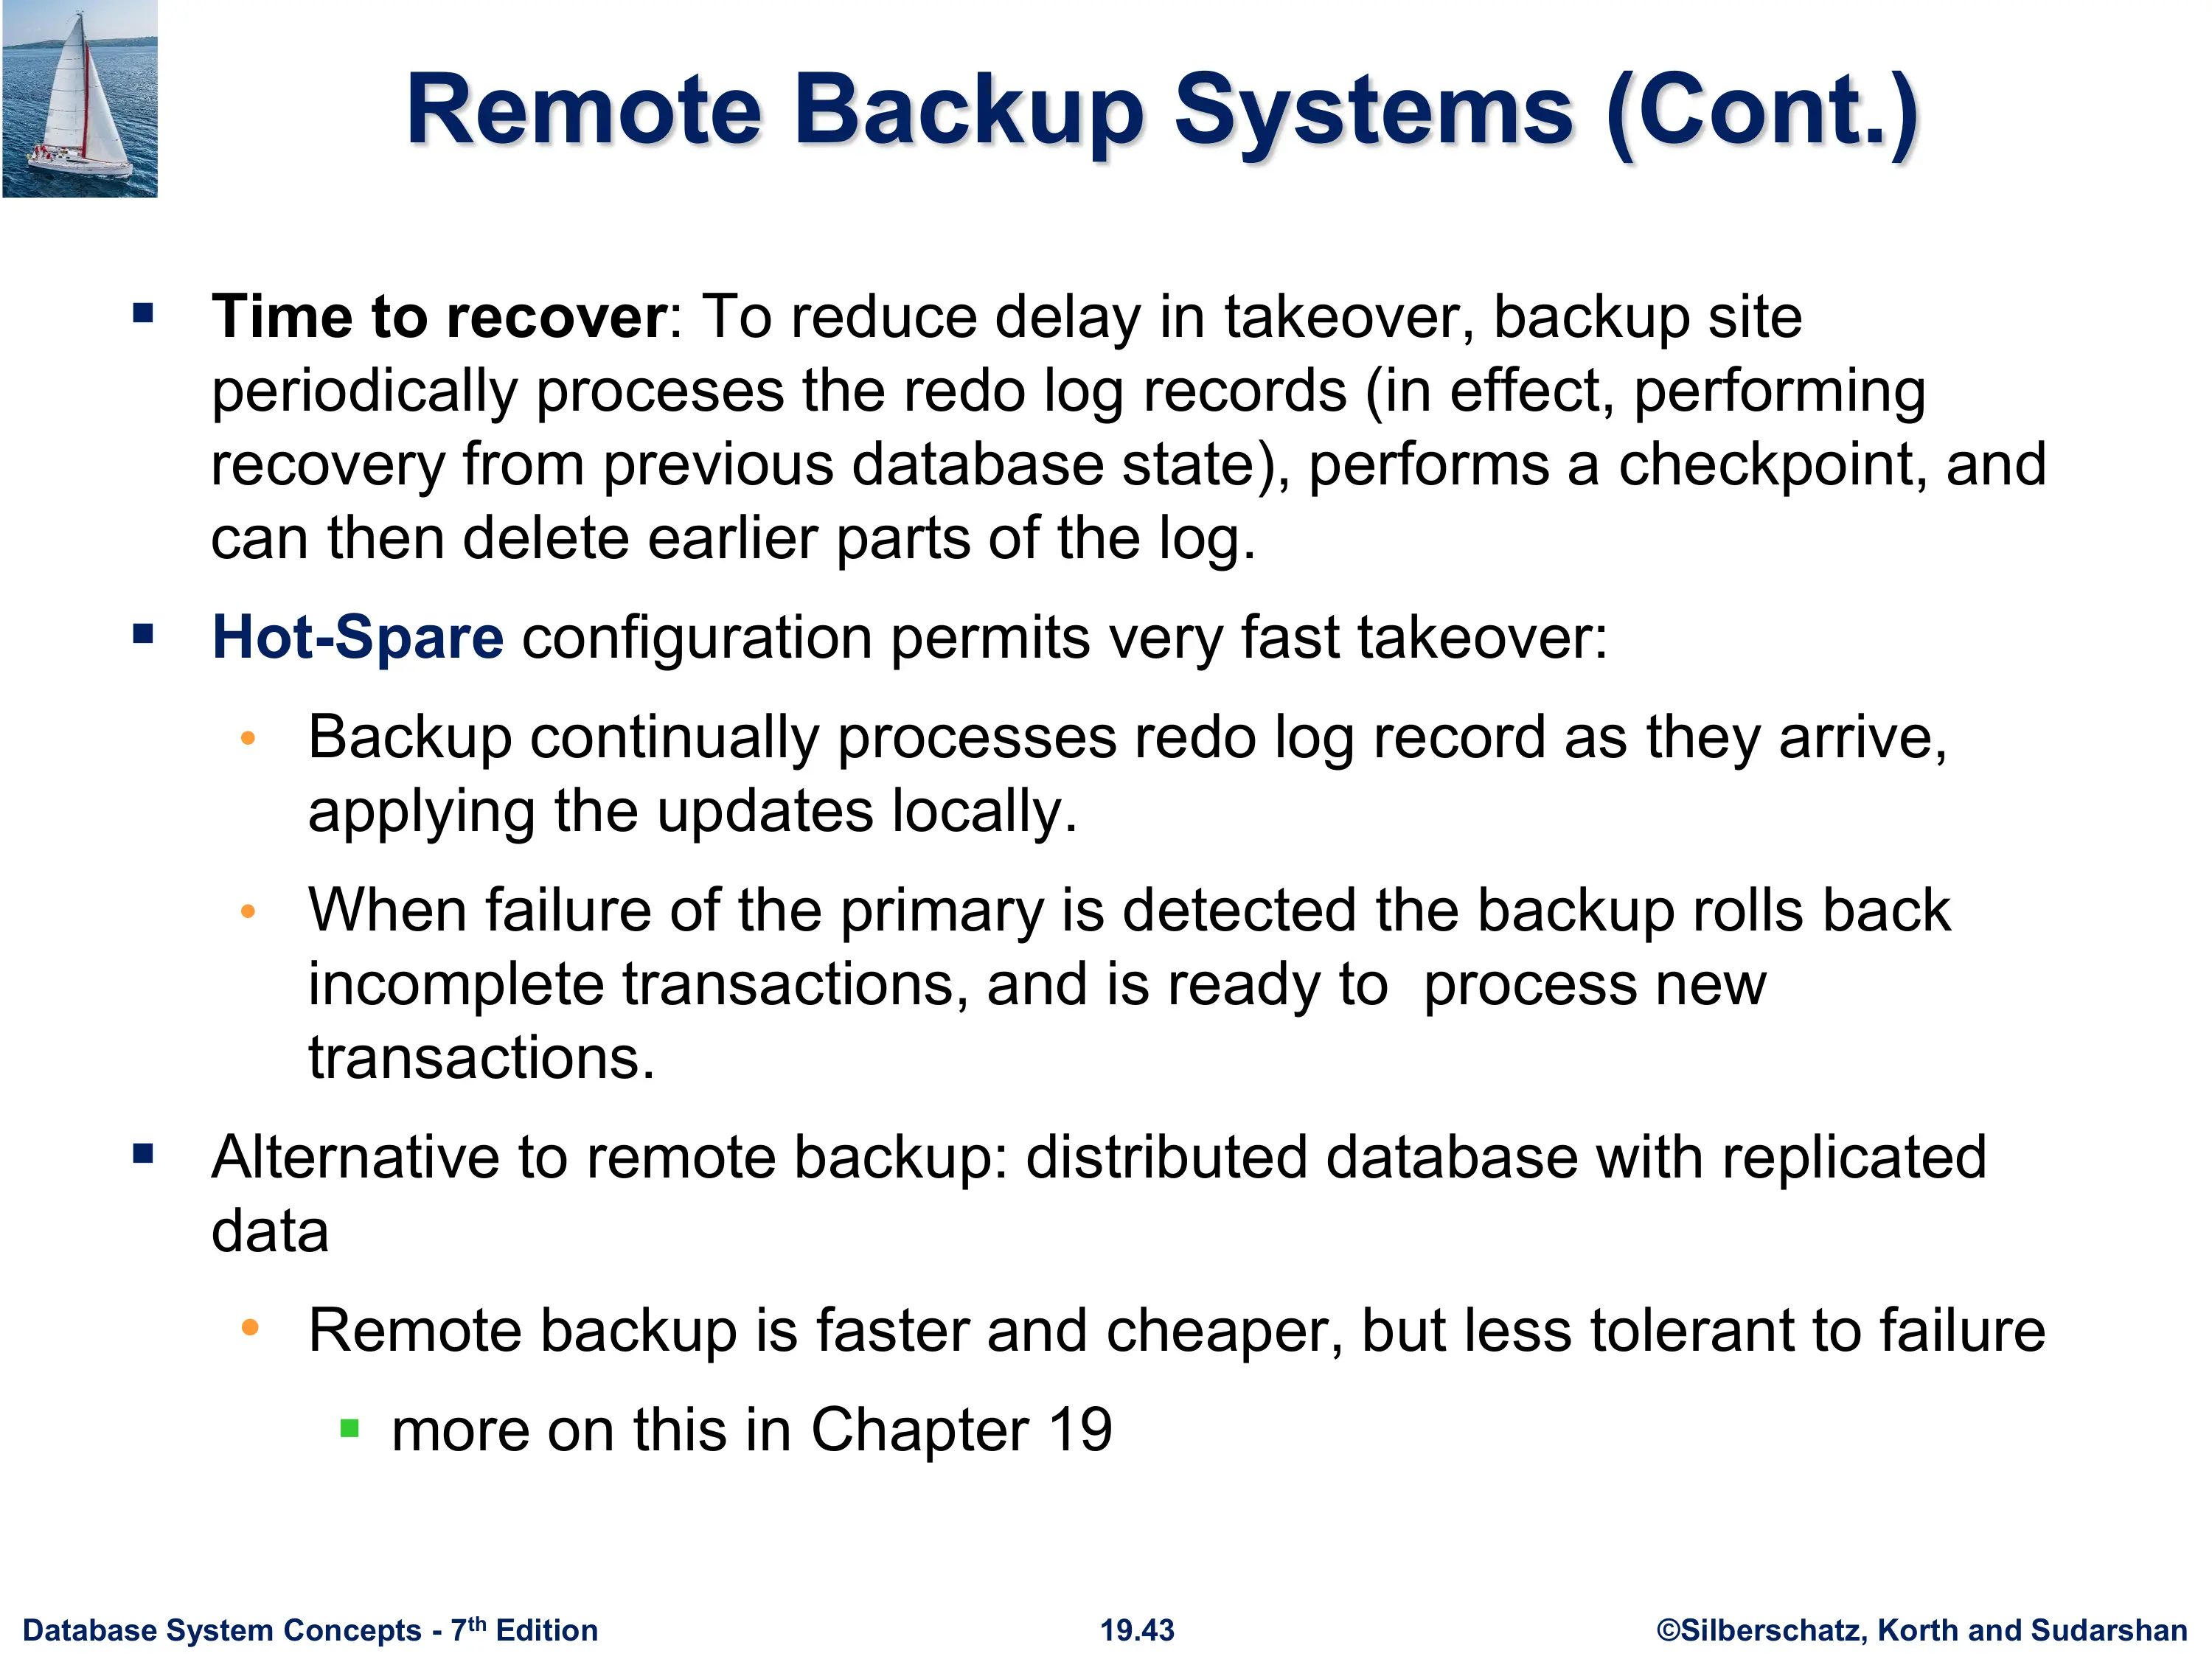 Remote Backup Systems (Cont.)
▪ Time to recover: To reduce delay in takeover, backup site
periodically proceses the redo log records (in effect, performing
recovery from previous database state), performs a checkpoint, and
can then delete earlier parts of the log.
▪ Hot-Spare configuration permits very fast takeover:
• Backup continually processes redo log record as they arrive,
applying the updates locally.
• When failure of the primary is detected the backup rolls back
incomplete transactions, and is ready to  process new
transactions.
▪ Alternative to remote backup: distributed database with replicated
data
• Remote backup is faster and cheaper, but less tolerant to failure
▪ more on this in Chapter 19
Database System Concepts - 7th Edition
19.43
©Silberschatz, Korth and Sudarshan